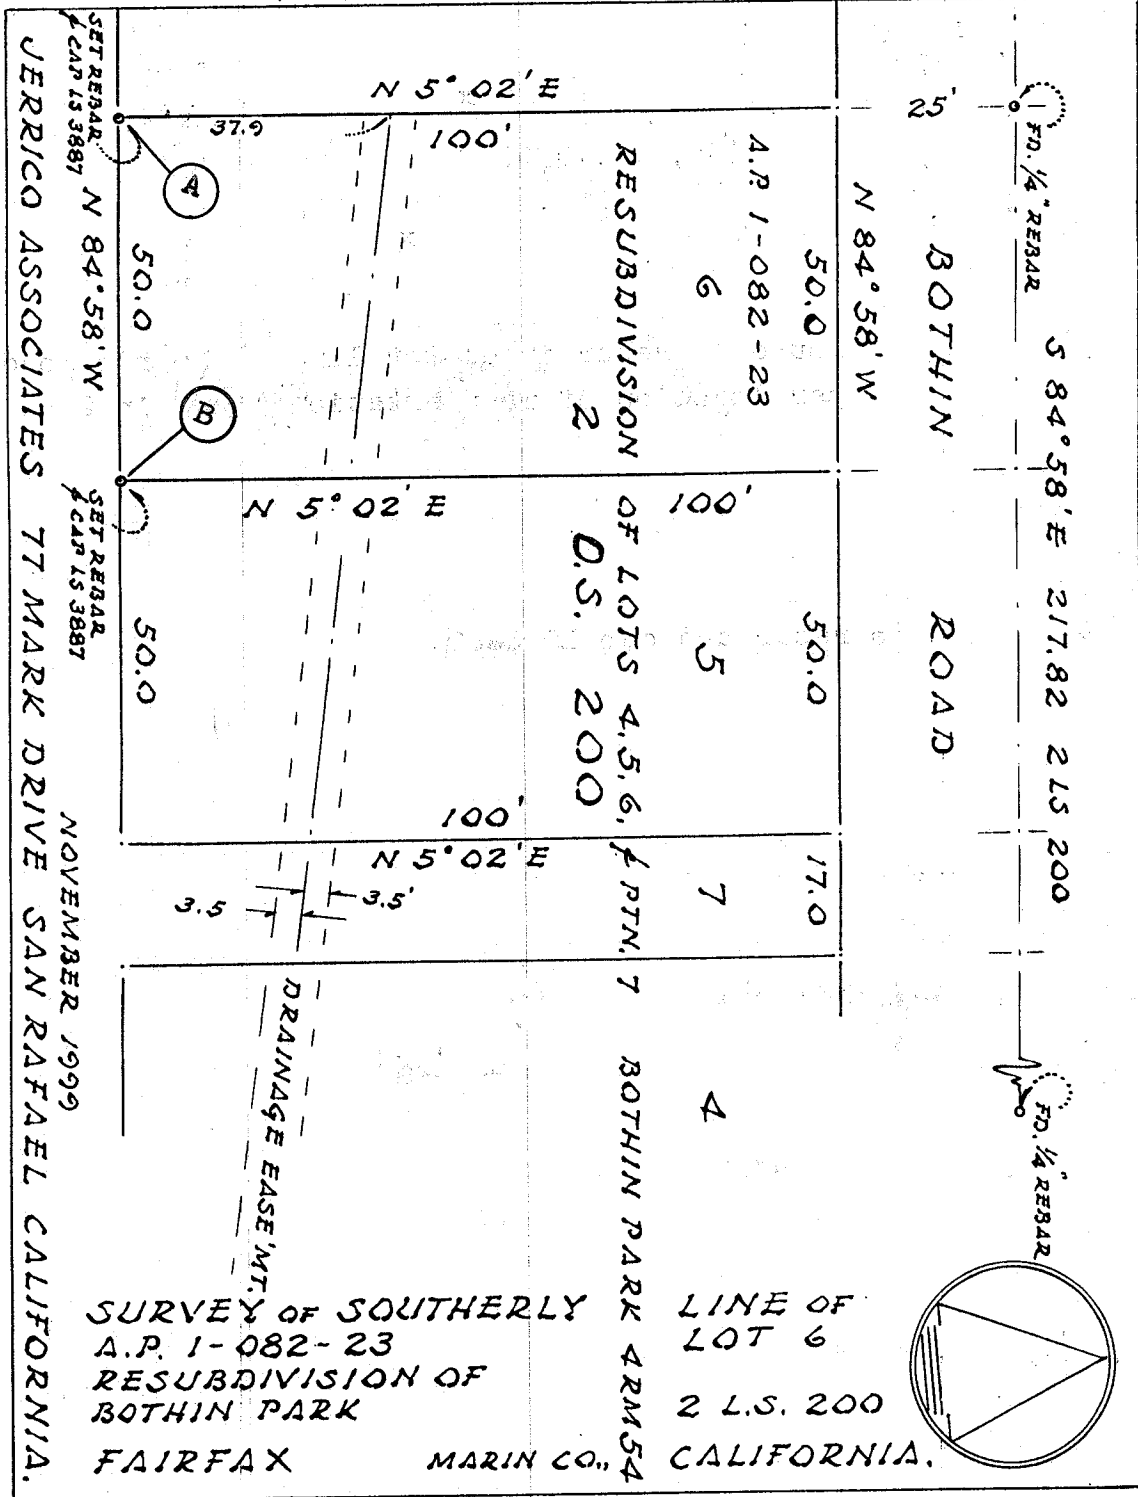 SET REBAR
& CAP LS 3887
N 84° 58' W
SET REBAR
& CAP LS 3887
NOVEMBER 1999
JERRICO ASSOCIATES 77 MARK DRIVE SAN RAFAEL CALIFORNIA.
N 5° 02' E
37.9
100'
A
50.0
B
N 5° 02' E
100'
50.0
100'
N 5° 02' E
3.5
3.5'
DRAINAGE EASE'MT.
25'
FD. 1/4" REBAR
S 84° 58' E 217.82 2 LS 200
FD. 1/4" REBAR
BOTHIN ROAD
N 84° 58' W
50.0
50.0
17.0
A.P. 1-082-23
6
5
7
4
RESUBDIVISION OF LOTS 4,5,6, & PTN. 7 BOTHIN PARK 4 RM 54
2 O.S. 200
SURVEY OF SOUTHERLY LINE OF
A.P. 1-082-23 LOT 6
RESUBDIVISION OF
BOTHIN PARK 2 L.S. 200
FAIRFAX MARIN CO., CALIFORNIA.